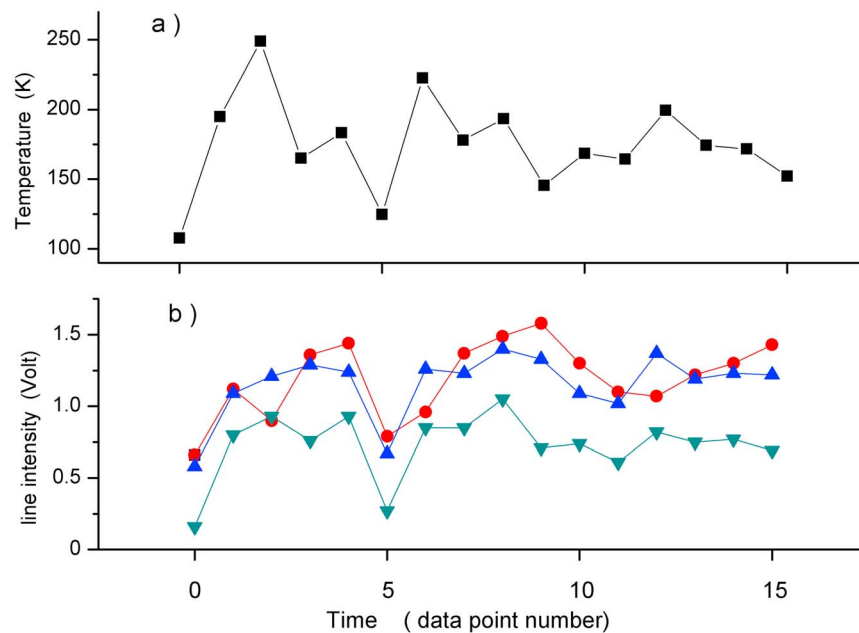 a )
250
200
150
100
Temperature (K)
b )
1.5
1.0
0.5
0
line intensity (Volt)
0 5 10 15
Time ( data point number)